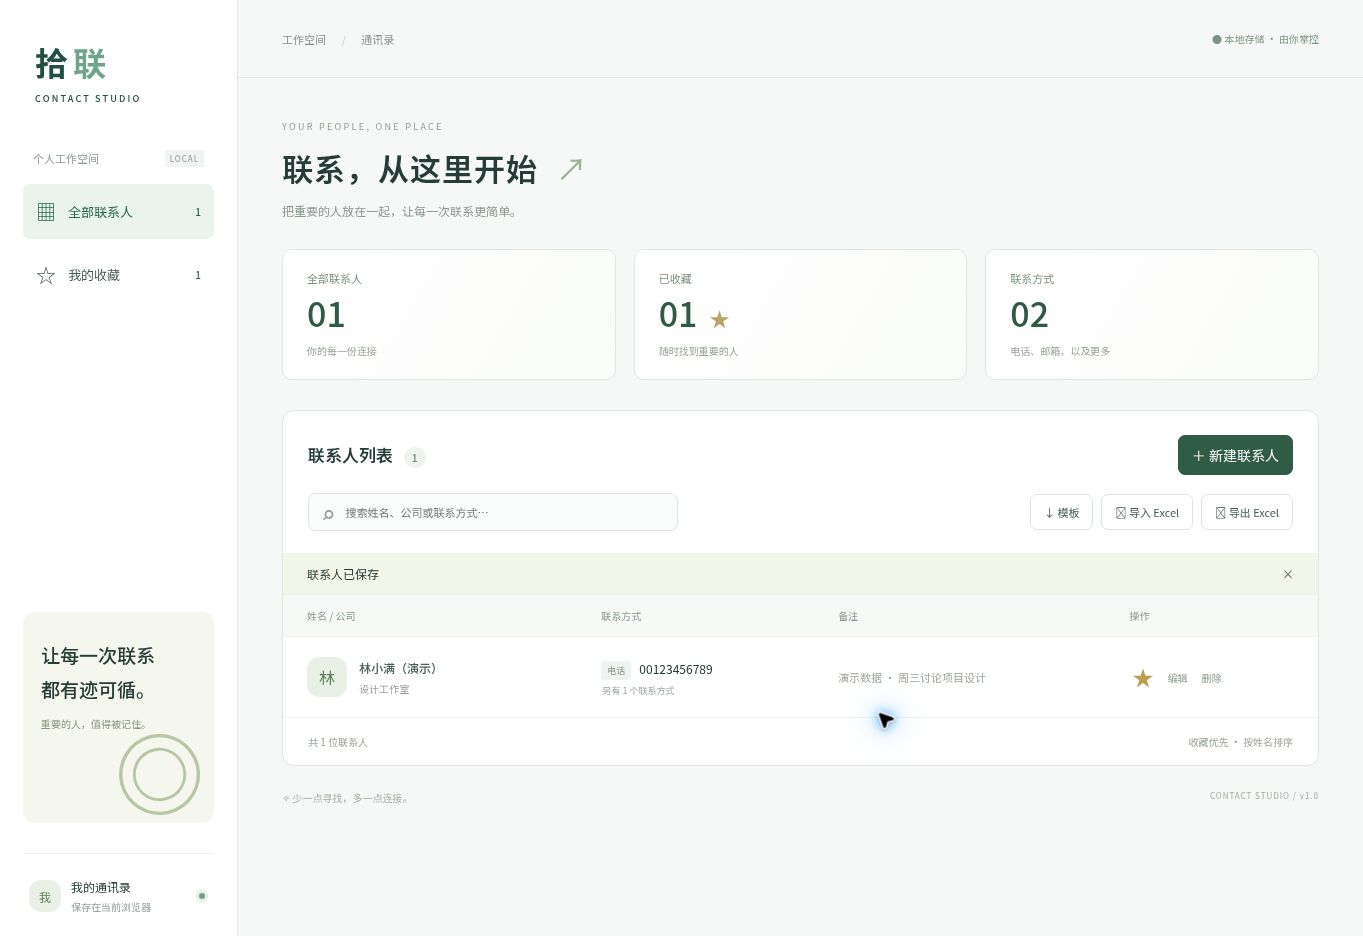 拾联
CONTACT STUDIO
个人工作空间
LOCAL
全部联系人 1
我的收藏 1
让每一次联系
都有迹可循。
重要的人，值得被记住。
我 我的通讯录
保存在当前浏览器
工作空间 / 通讯录
本地存储 · 由你掌控
YOUR PEOPLE, ONE PLACE
联系，从这里开始 ↗
把重要的人放在一起，让每一次联系更简单。
全部联系人
01
你的每一份连接
已收藏
01 ★
随时找到重要的人
联系方式
02
电话、邮箱，以及更多
联系人列表 1
＋ 新建联系人
搜索姓名、公司或联系方式…
↓ 模板
导入 Excel
导出 Excel
联系人已保存 ×
姓名 / 公司 联系方式 备注 操作
林 林小满（演示）
设计工作室
电话 00123456789
另有 1 个联系方式
演示数据 · 周三讨论项目设计
★ 编辑 删除
共 1 位联系人
收藏优先 · 按姓名排序
✧ 少一点寻找，多一点连接。
CONTACT STUDIO / v1.0